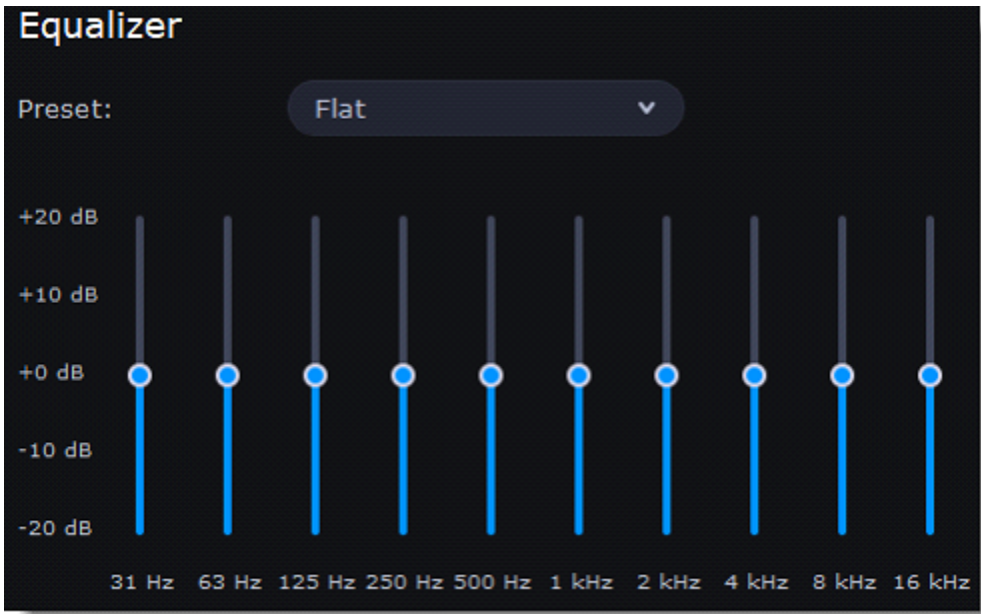 Equalizer
Preset: Flat
+20 dB
+10 dB
+0 dB
-10 dB
-20 dB
31 Hz 63 Hz 125 Hz 250 Hz 500 Hz 1 kHz 2 kHz 4 kHz 8 kHz 16 kHz